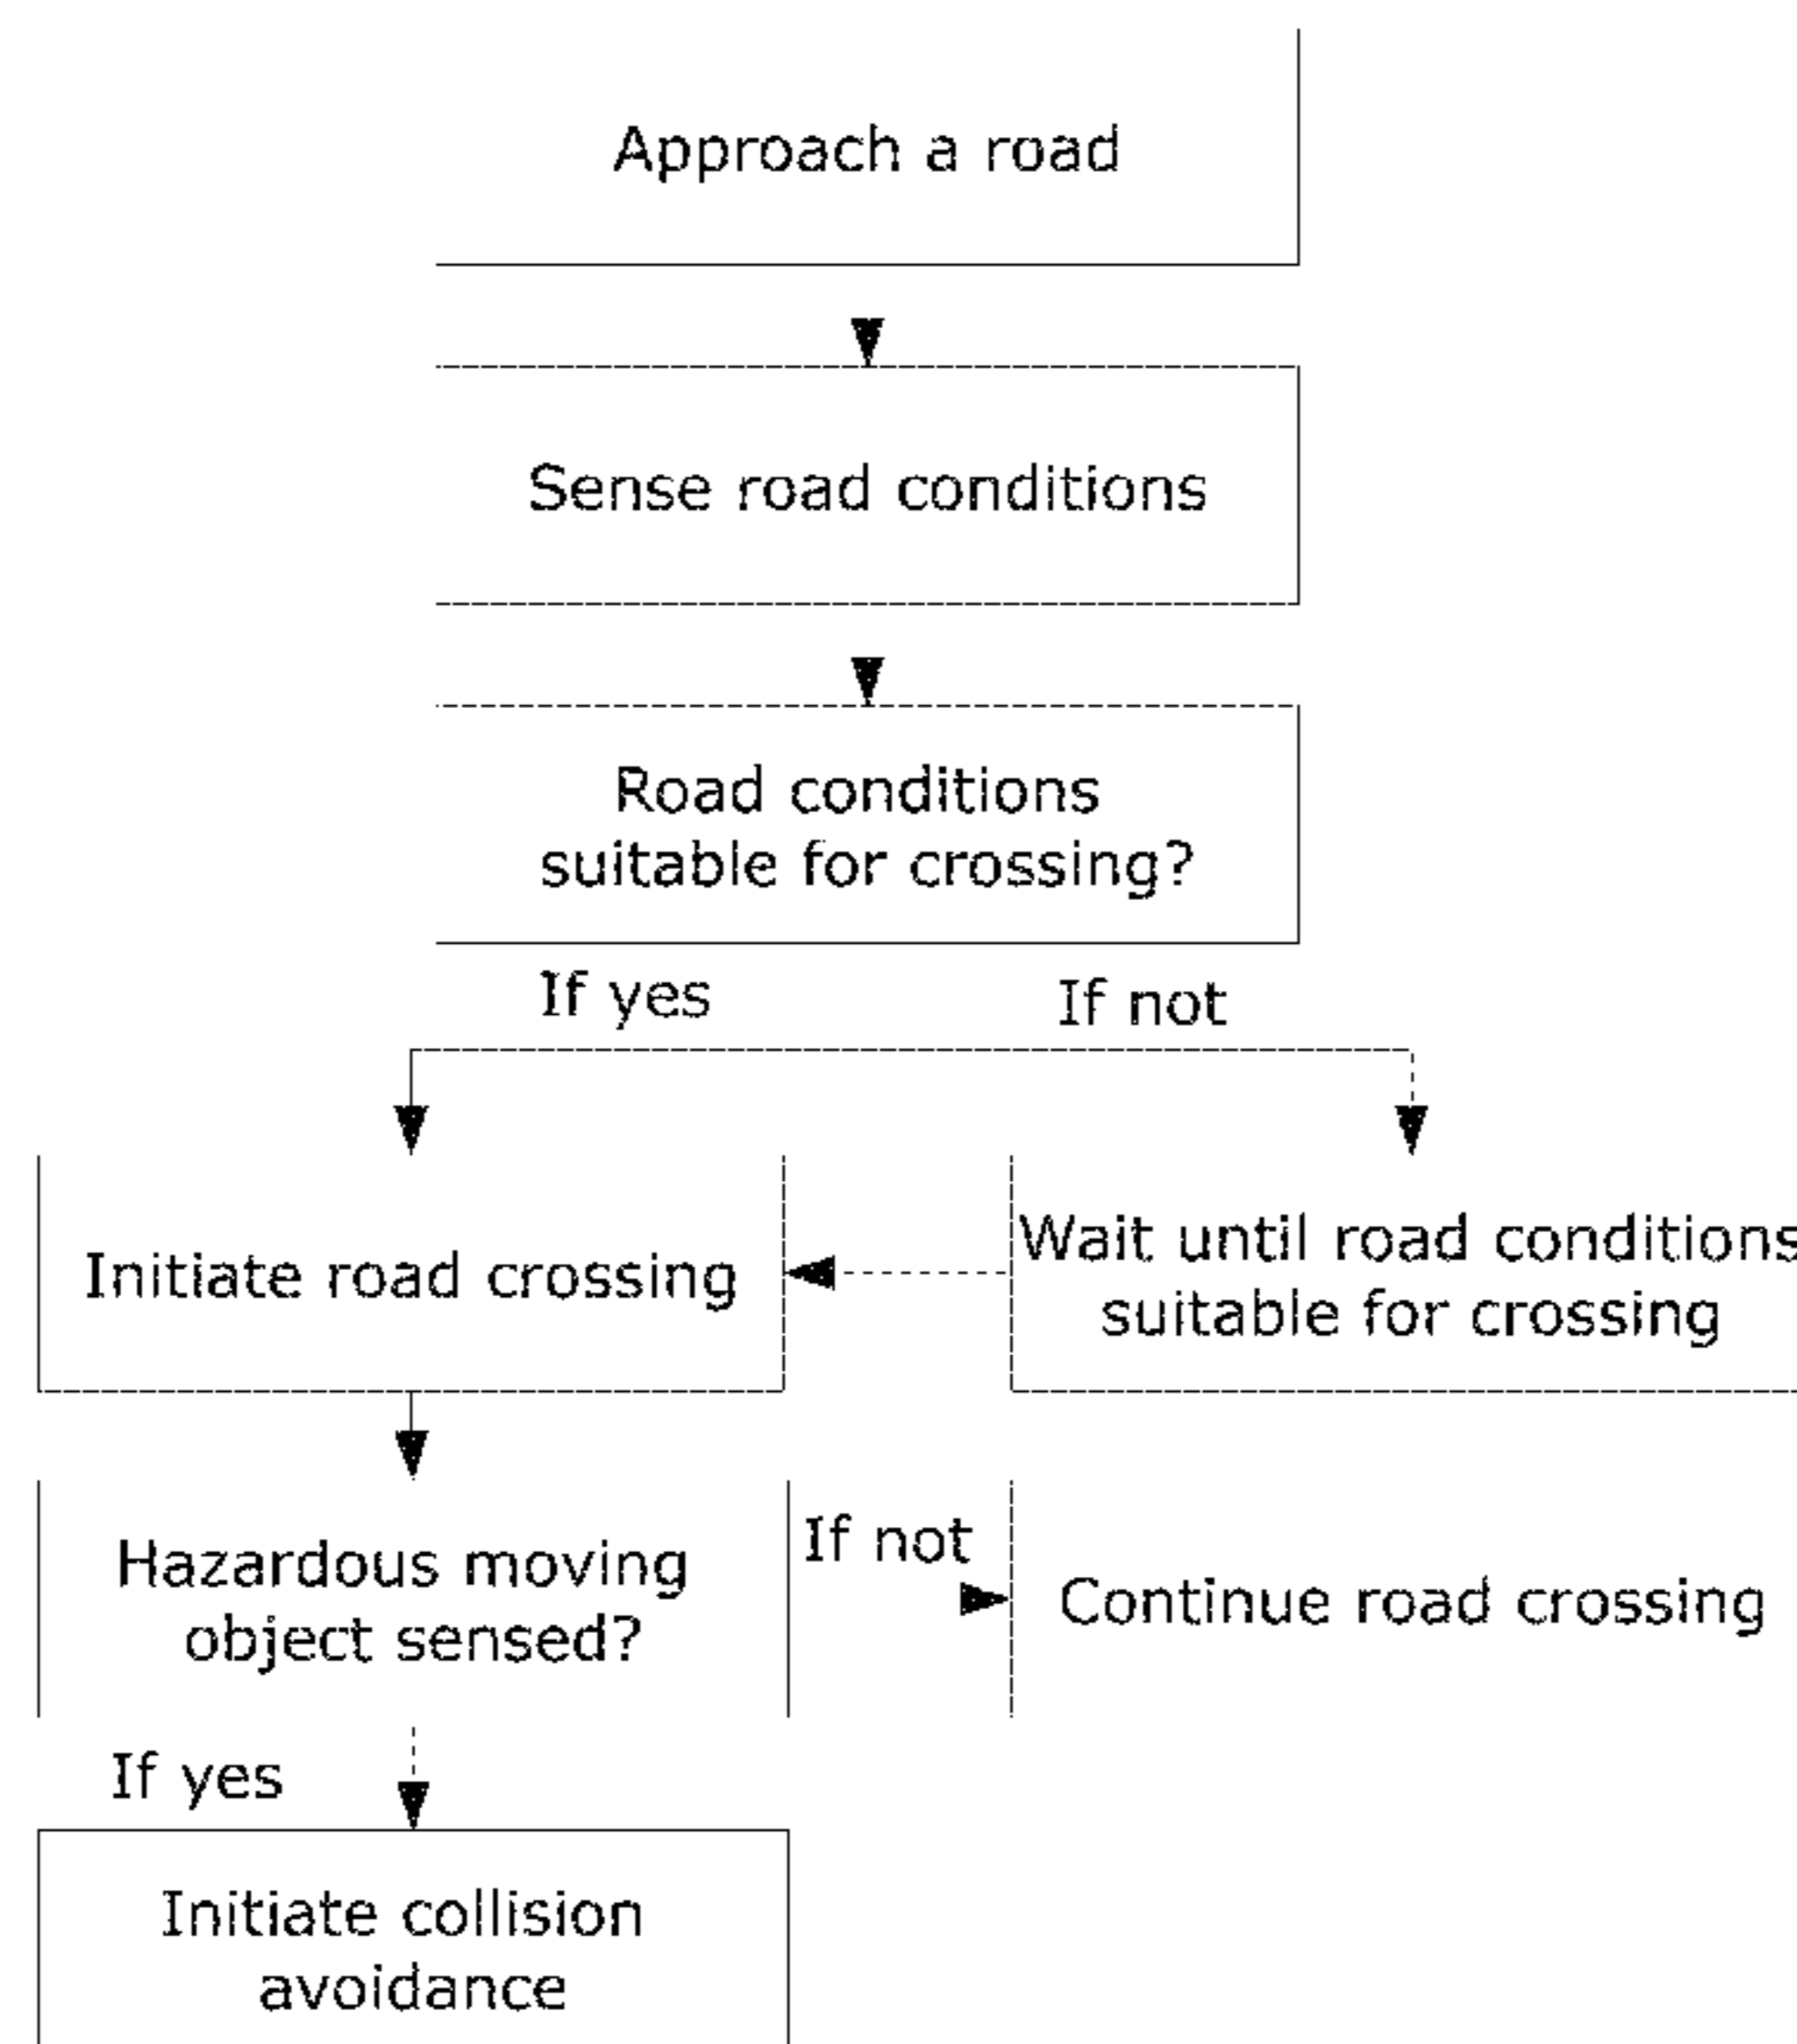 Approach a road
Sense road conditions
Road conditions
suitable for crossing?
If yes
If not
Initiate road crossing
Wait until road conditions
suitable for crossing
Hazardous moving
object sensed?
If not
Continue road crossing
If yes
Initiate collision
avoidance